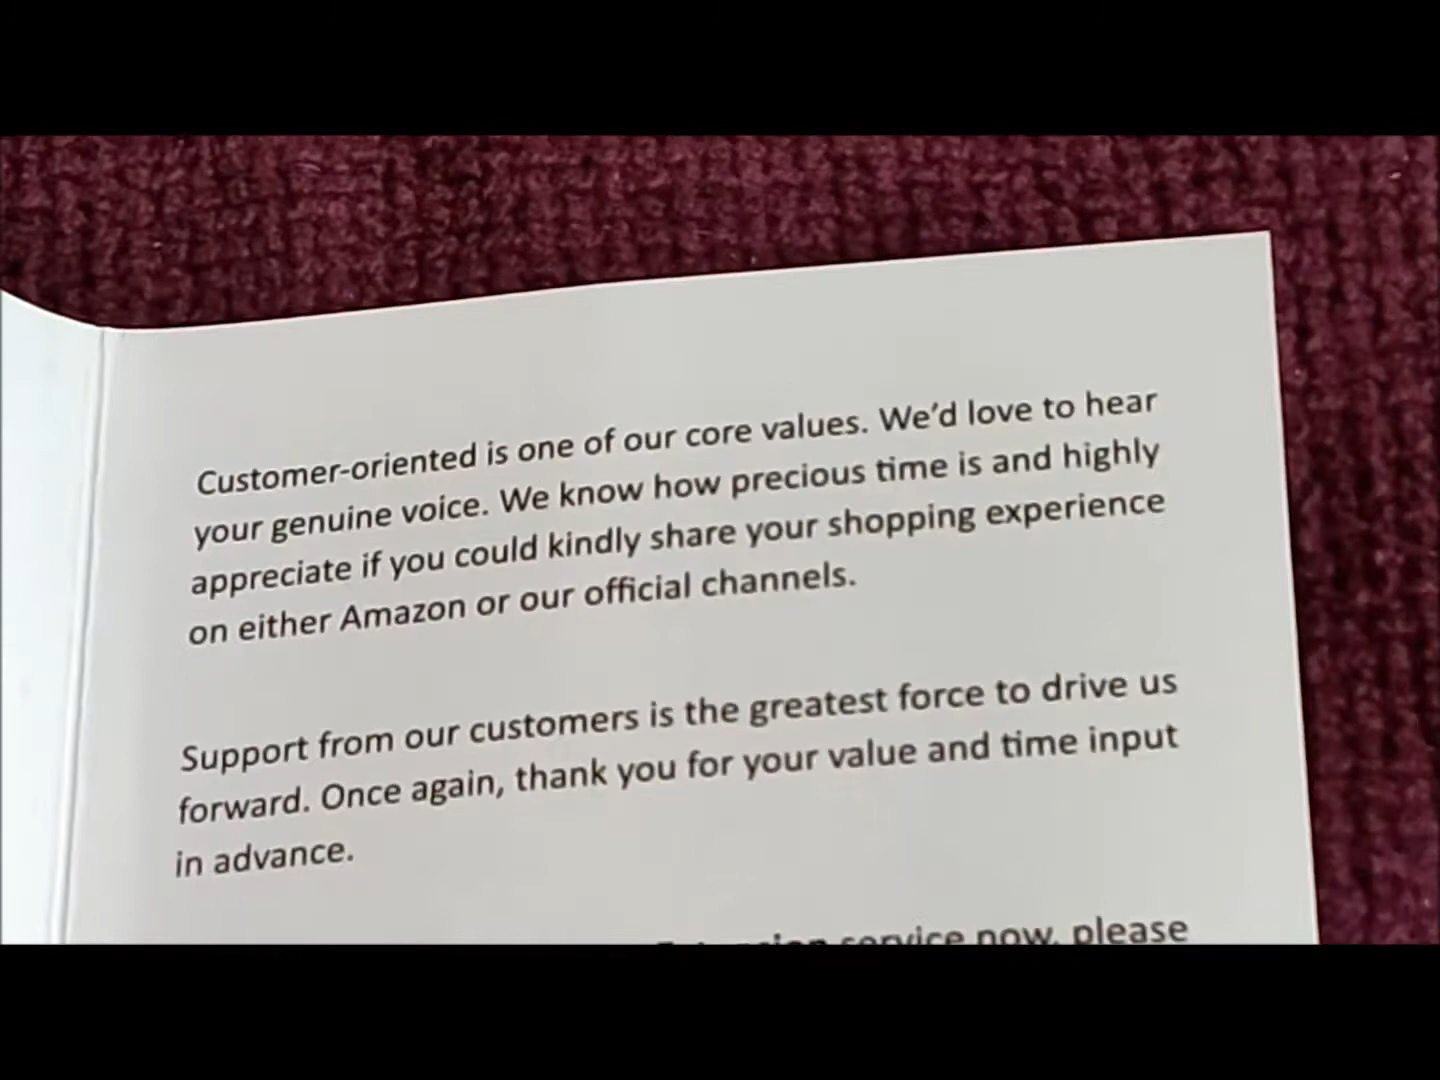 Customer-oriented is one of our core values. We'd love to hear
your genuine voice. We know how precious time is and highly
appreciate if you could kindly share your shopping experience
on either Amazon or our official channels.
Support from our customers is the greatest force to drive us
forward. Once again, thank you for your value and time input
in advance.
service now, please